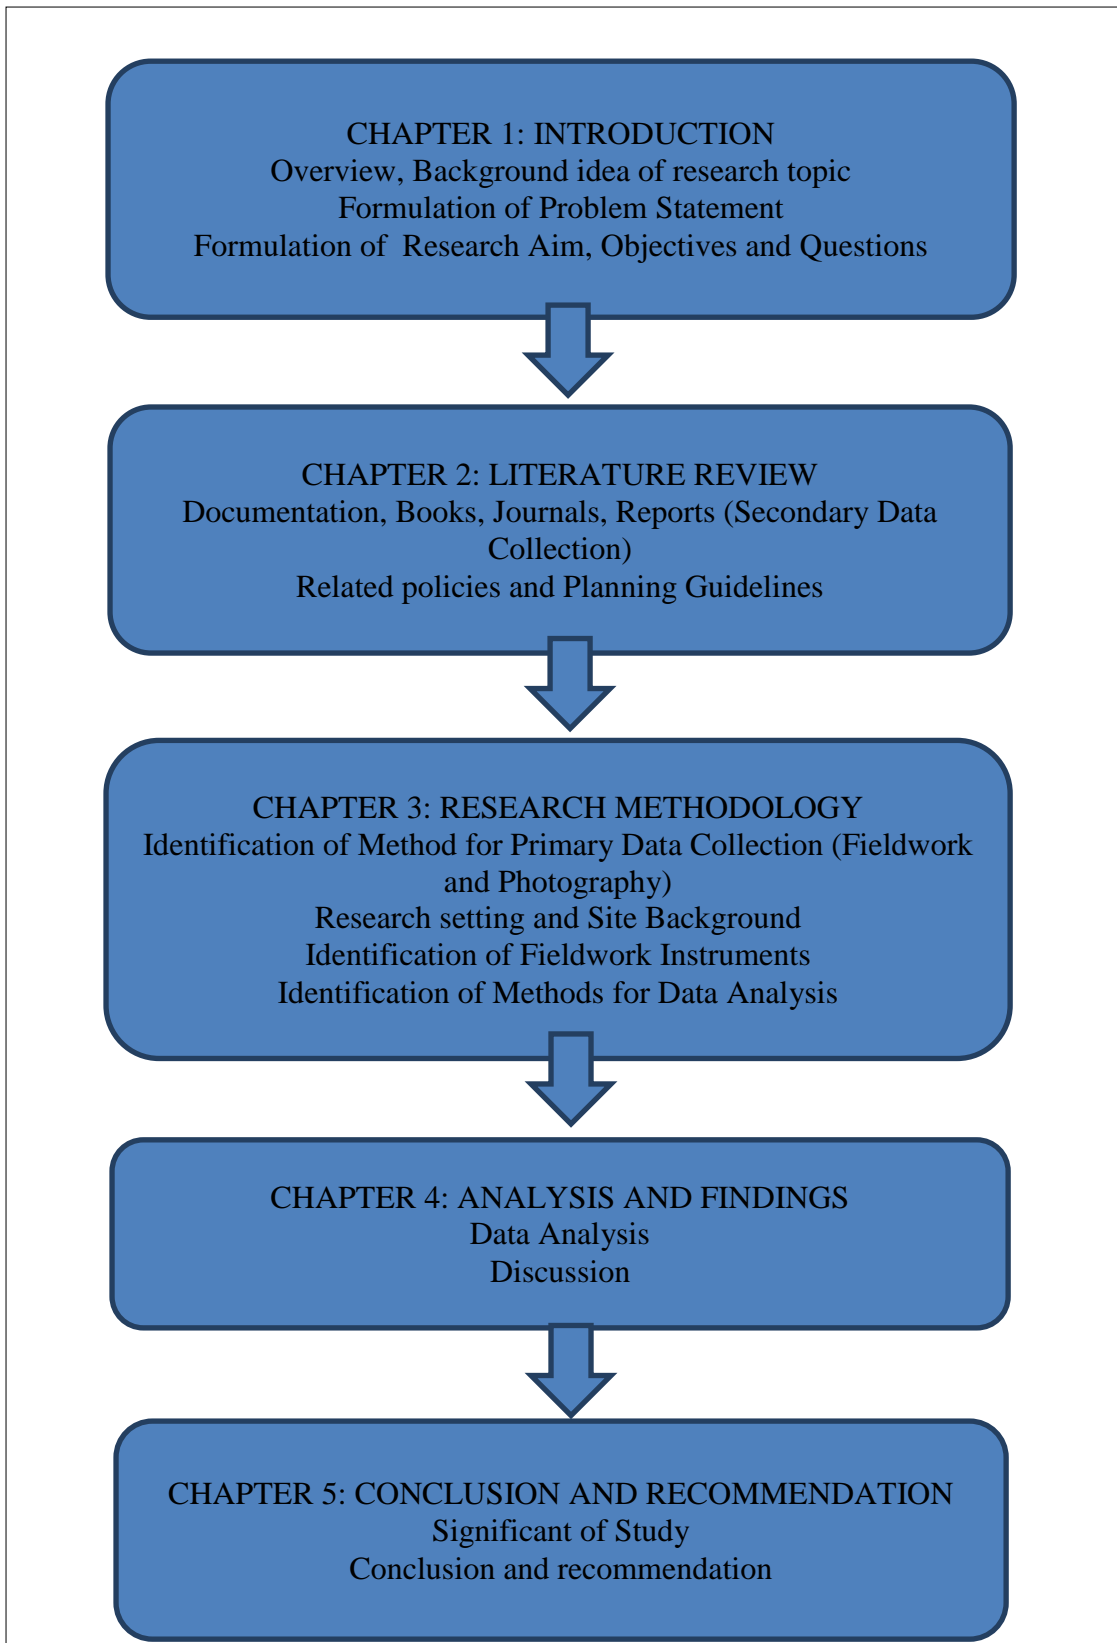 CHAPTER 1: INTRODUCTION
Overview, Background idea of research topic
Formulation of Problem Statement
Formulation of  Research Aim, Objectives and Questions
CHAPTER 2: LITERATURE REVIEW
Documentation, Books, Journals, Reports (Secondary Data
Collection)
Related policies and Planning Guidelines
CHAPTER 3: RESEARCH METHODOLOGY
Identification of Method for Primary Data Collection (Fieldwork
and Photography)
Research setting and Site Background
Identification of Fieldwork Instruments
Identification of Methods for Data Analysis
CHAPTER 4: ANALYSIS AND FINDINGS
Data Analysis
Discussion
CHAPTER 5: CONCLUSION AND RECOMMENDATION
Significant of Study
Conclusion and recommendation